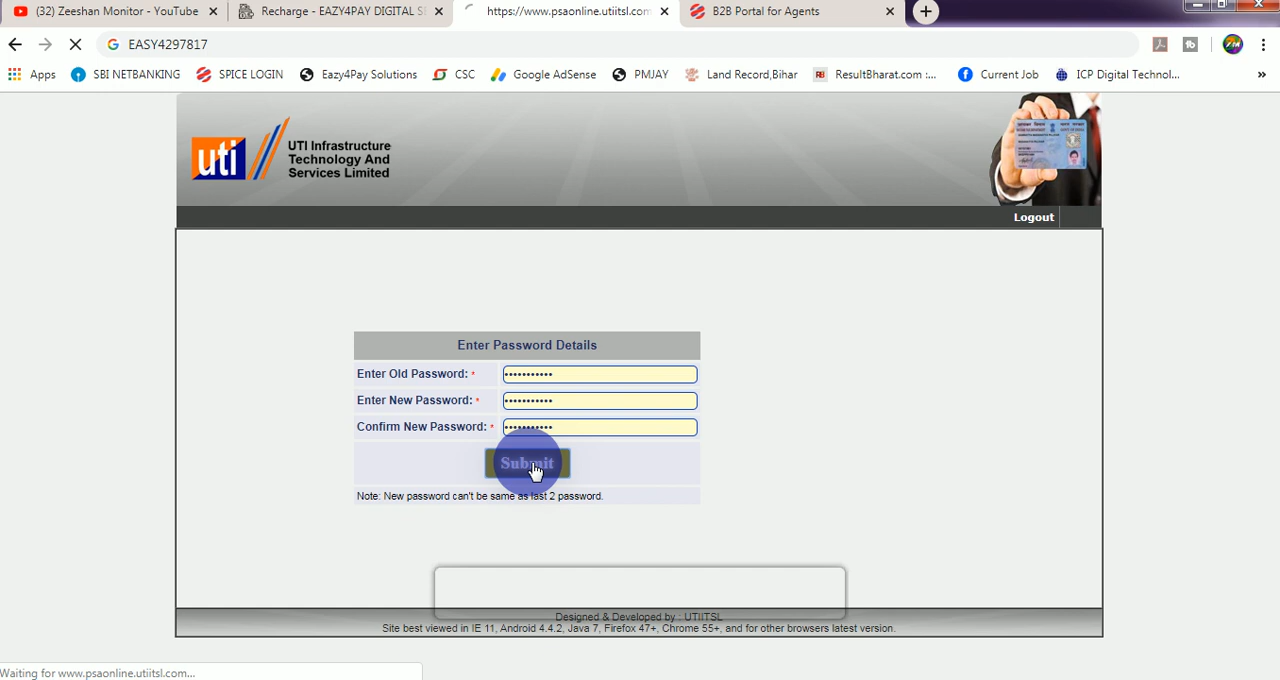 (32) Zeeshan Monitor - YouTube
Recharge - EAZY4PAY DIGITAL SE
https://www.psaonline.utiitsl.com
B2B Portal for Agents
EASY4297817
Apps
SBI NETBANKING
SPICE LOGIN
Eazy4Pay Solutions
CSC
Google AdSense
PMJAY
Land Record,Bihar
ResultBharat.com :...
Current Job
ICP Digital Technol...
»
uti
UTI Infrastructure
Technology And
Services Limited
Logout
Enter Password Details
Enter Old Password: *
Enter New Password: *
Confirm New Password: *
Submit
Note: New password can't be same as last 2 password.
Designed & Developed by : UTIITSL
Site best viewed in IE 11, Android 4.4.2, Java 7, Firefox 47+, Chrome 55+, and for other browsers latest version.
Waiting for www.psaonline.utiitsl.com...